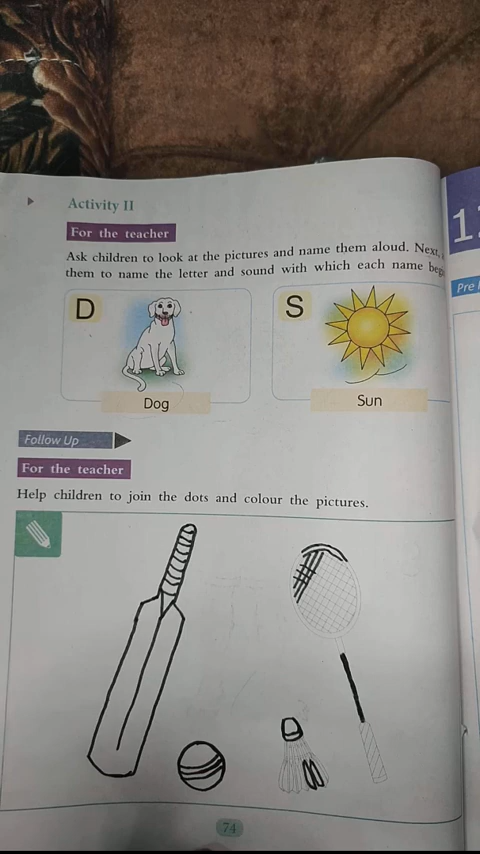 Activity II
For the teacher
Ask children to look at the pictures and name them aloud. Next,
them to name the letter and sound with which each name
D
S
Dog
Sun
Follow Up
For the teacher
Help children to join the dots and colour the pictures.
74
Pre